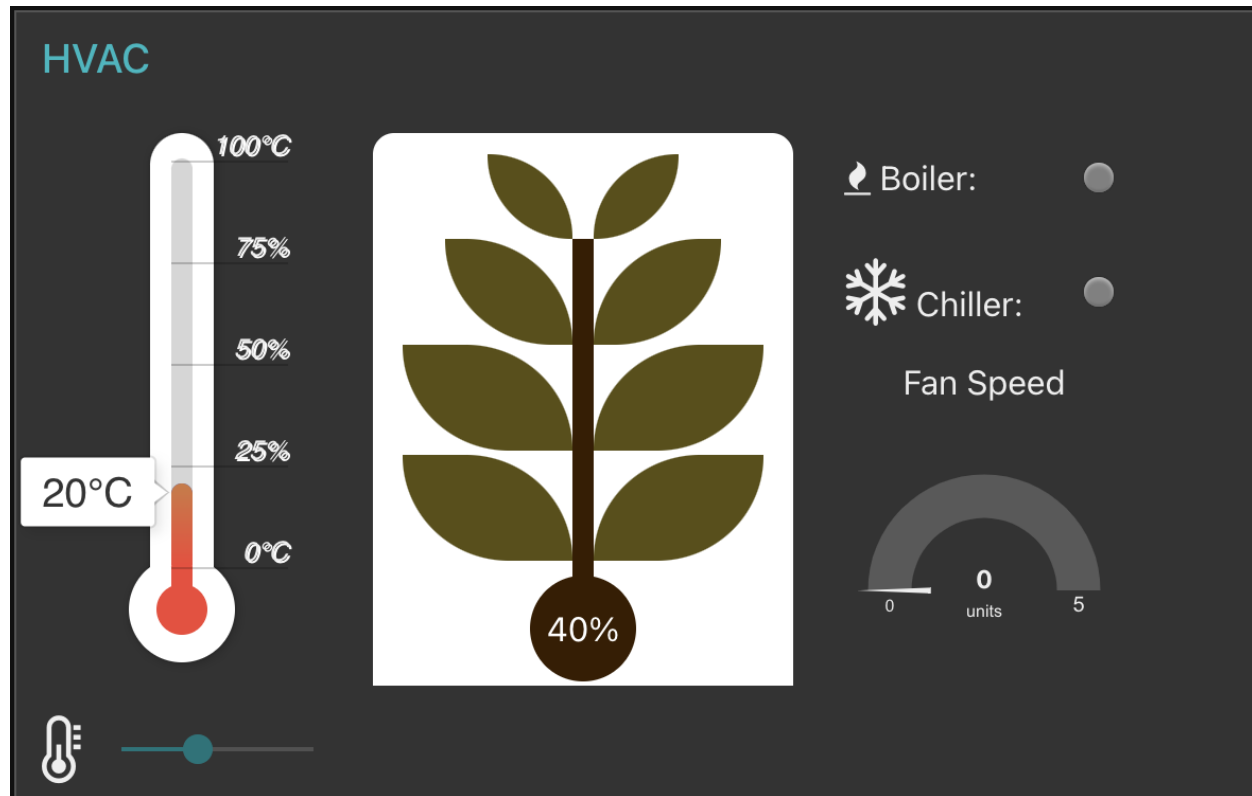 HVAC
100°C
75%
50%
25%
0°C
20°C
40%
Boiler:
Chiller:
Fan Speed
0
units
0
5